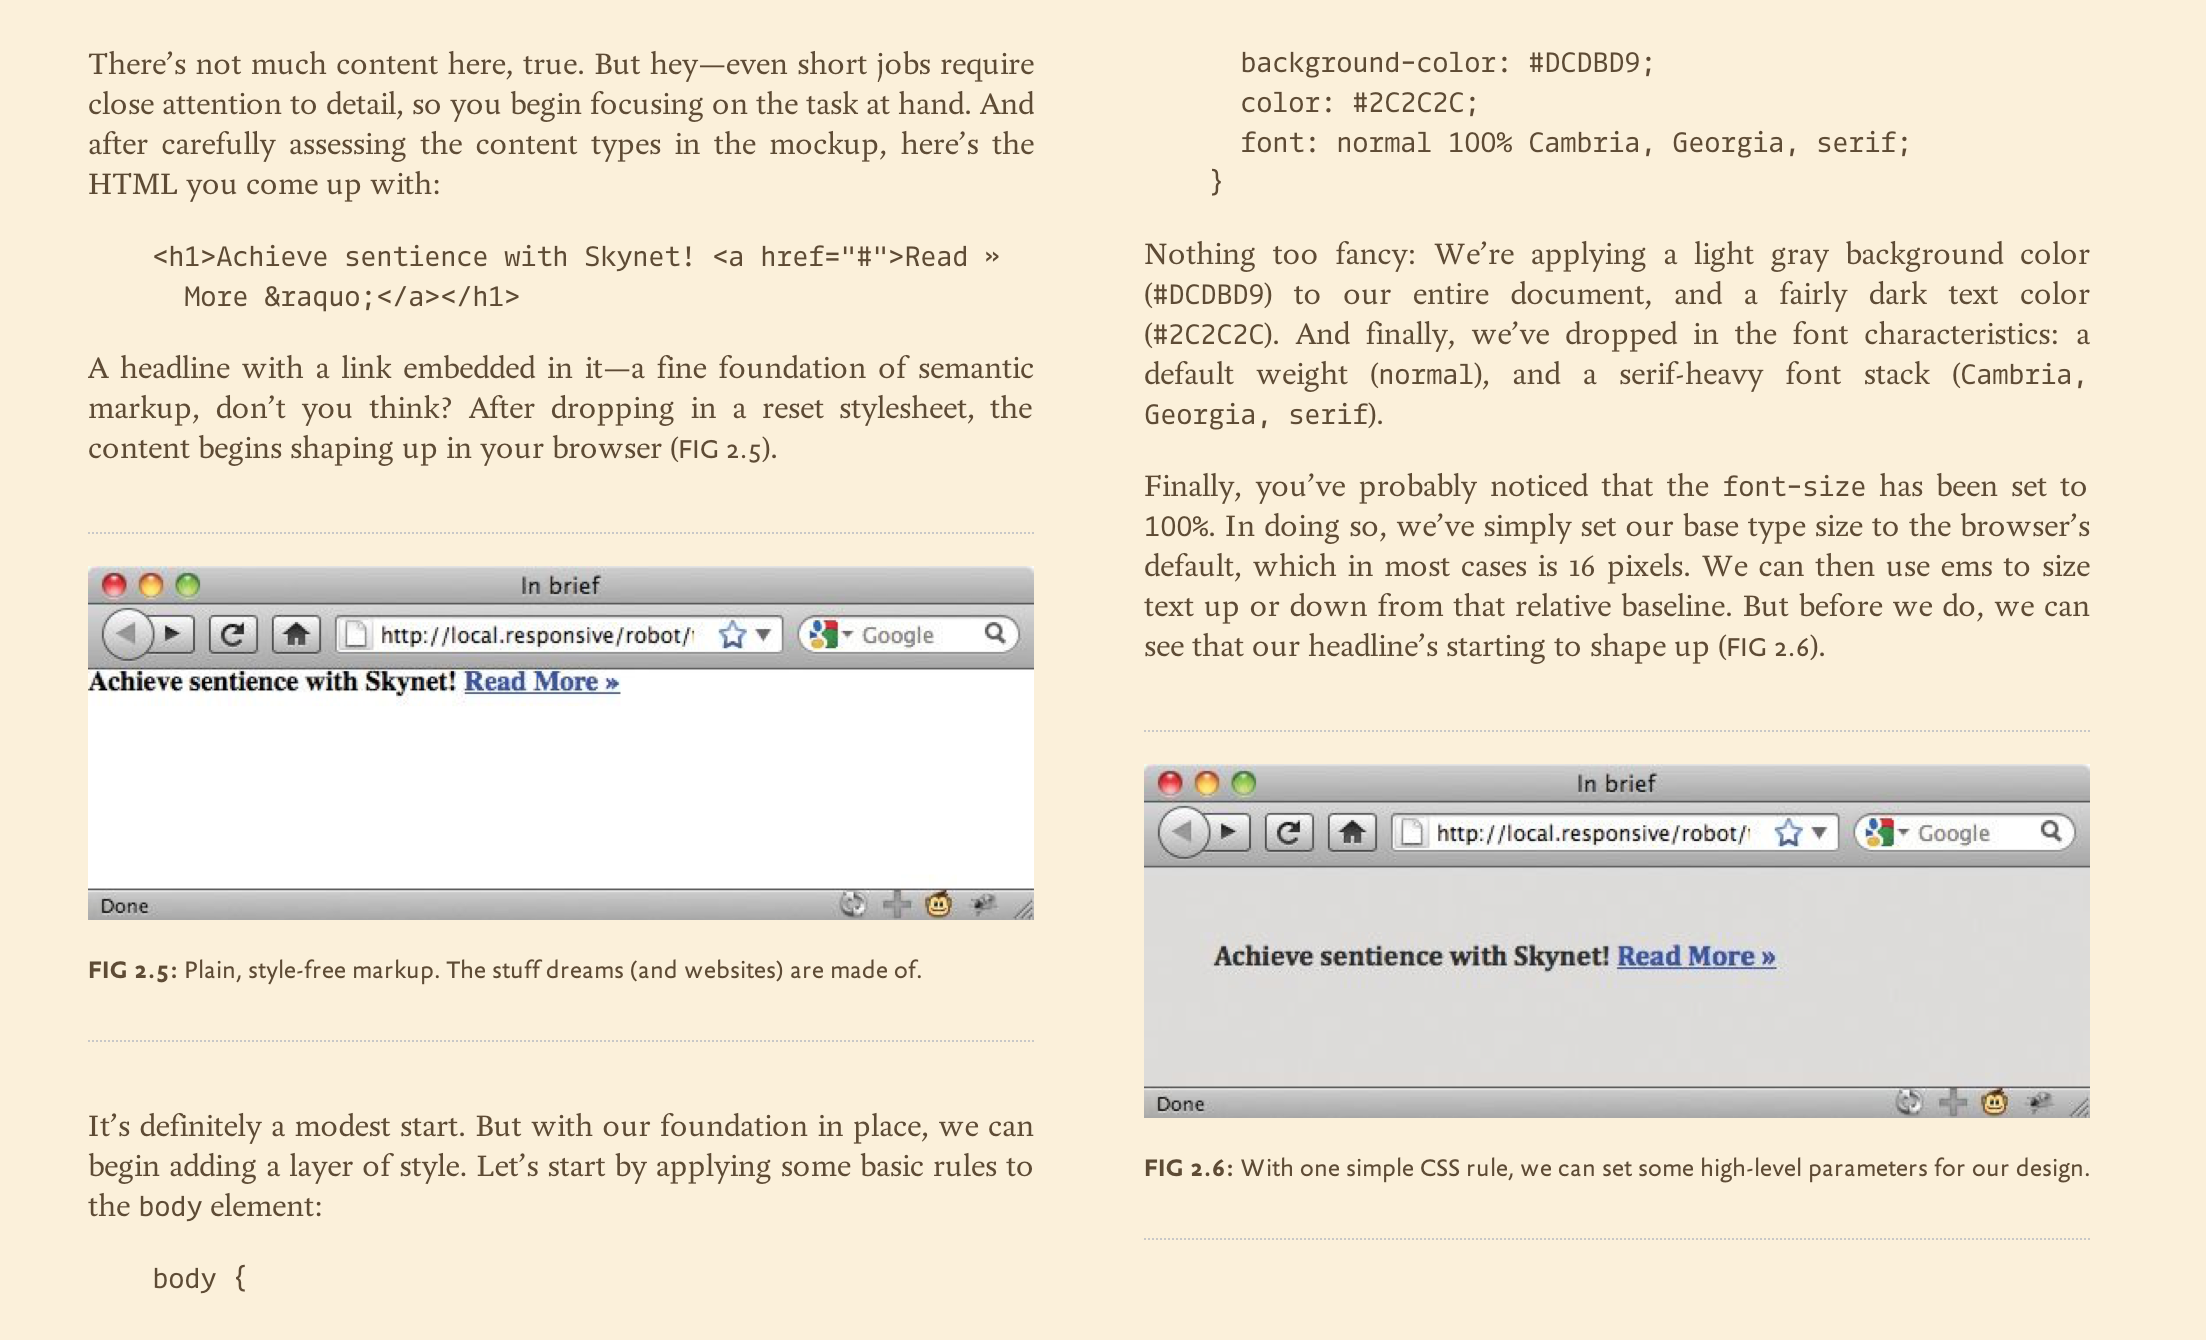 There’s not much content here, true. But hey—even short jobs require
close attention to detail, so you begin focusing on the task at hand. And
after carefully assessing the content types in the mockup, here’s the
HTML you come up with:
<h1>Achieve sentience with Skynet! <a href="#">Read »
More &raquo;</a></h1>
A headline with a link embedded in it—a fine foundation of semantic
markup, don’t you think? After dropping in a reset stylesheet, the
content begins shaping up in your browser (FIG 2.5).
In brief
http://local.responsive/robot/
Google
Achieve sentience with Skynet! Read More »
Done
FIG 2.5: Plain, style-free markup. The stuff dreams (and websites) are made of.
It’s definitely a modest start. But with our foundation in place, we can
begin adding a layer of style. Let’s start by applying some basic rules to
the body element:
body {
background-color: #DCDBD9;
color: #2C2C2C;
font: normal 100% Cambria, Georgia, serif;
}
Nothing too fancy: We’re applying a light gray background color
(#DCDBD9) to our entire document, and a fairly dark text color
(#2C2C2C). And finally, we’ve dropped in the font characteristics: a
default weight (normal), and a serif-heavy font stack (Cambria,
Georgia, serif).
Finally, you’ve probably noticed that the font-size has been set to
100%. In doing so, we’ve simply set our base type size to the browser’s
default, which in most cases is 16 pixels. We can then use ems to size
text up or down from that relative baseline. But before we do, we can
see that our headline’s starting to shape up (FIG 2.6).
In brief
http://local.responsive/robot/
Google
Achieve sentience with Skynet! Read More »
Done
FIG 2.6: With one simple CSS rule, we can set some high-level parameters for our design.